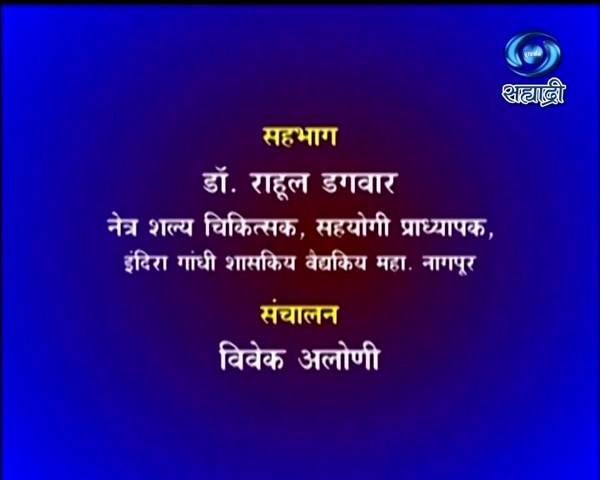 सह्याद्री
सहभाग
डॉ. राहूल डगवार
नेत्र शल्य चिकित्सक, सहयोगी प्राध्यापक,
इंदिरा गांधी शासकिय वैद्यकिय महा. नागपूर
संचालन
विवेक अलोणी